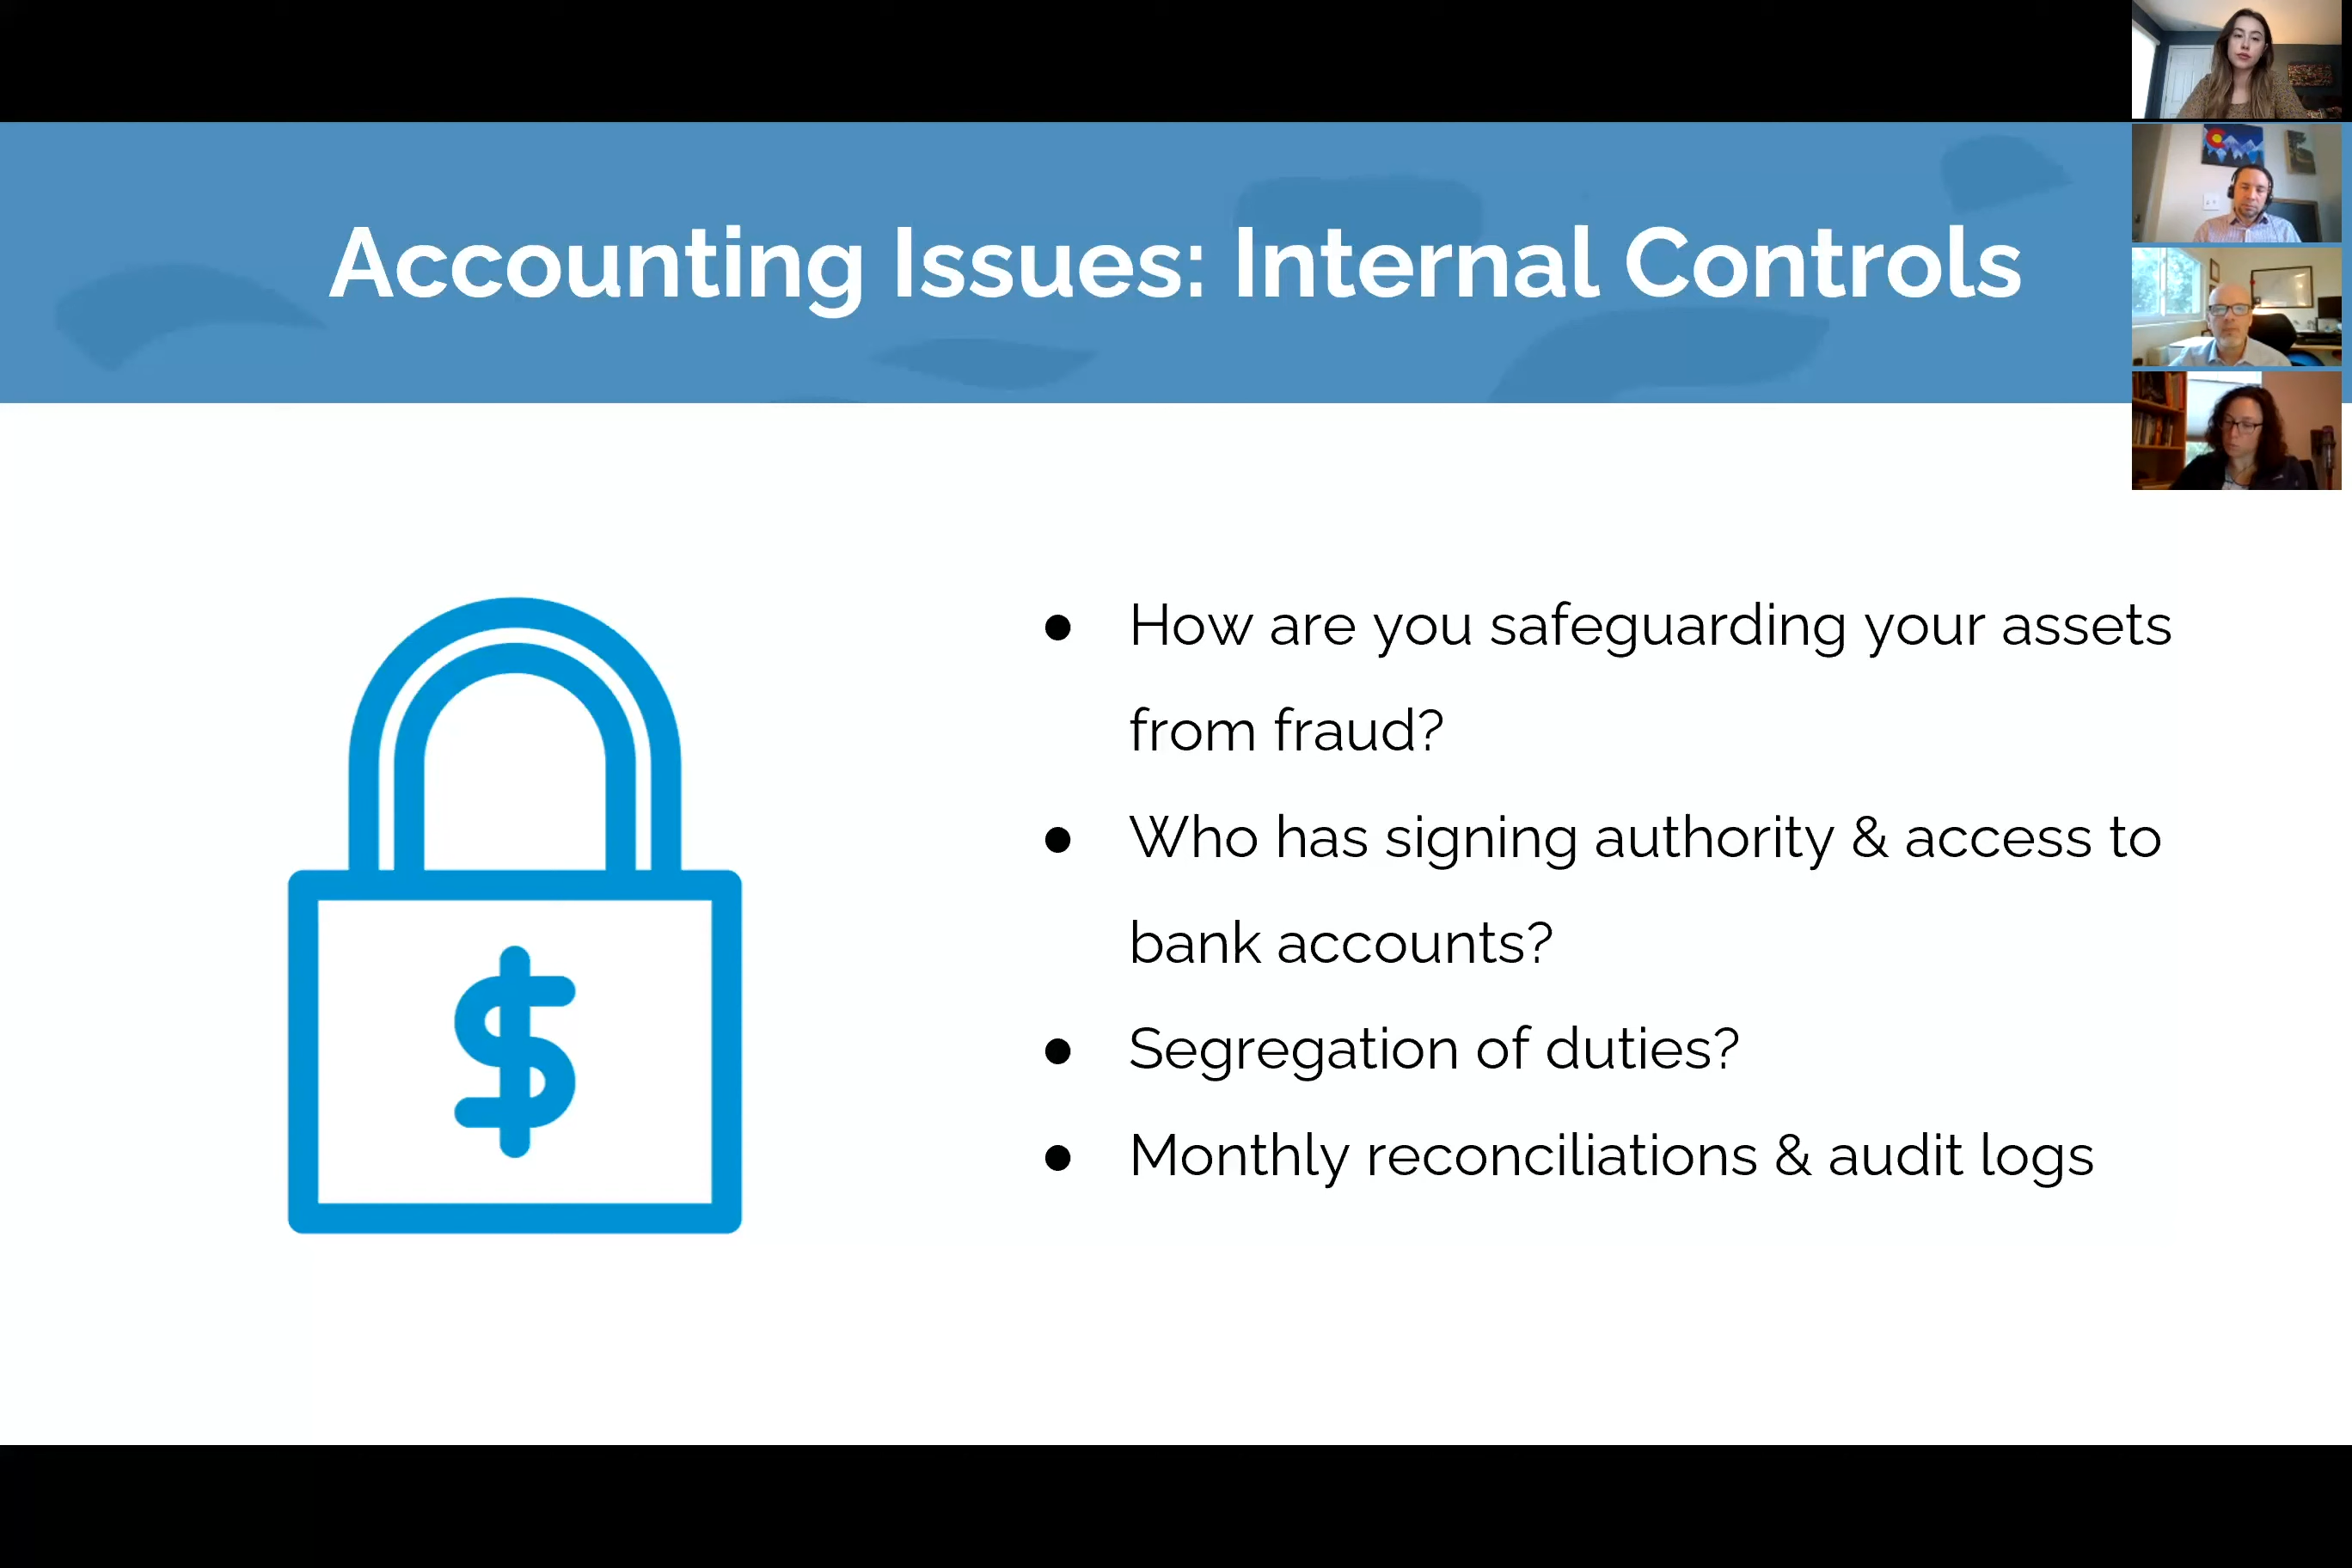 Accounting Issues: Internal Controls
● How are you safeguarding your assets
from fraud?
● Who has signing authority & access to
bank accounts?
● Segregation of duties?
● Monthly reconciliations & audit logs
$